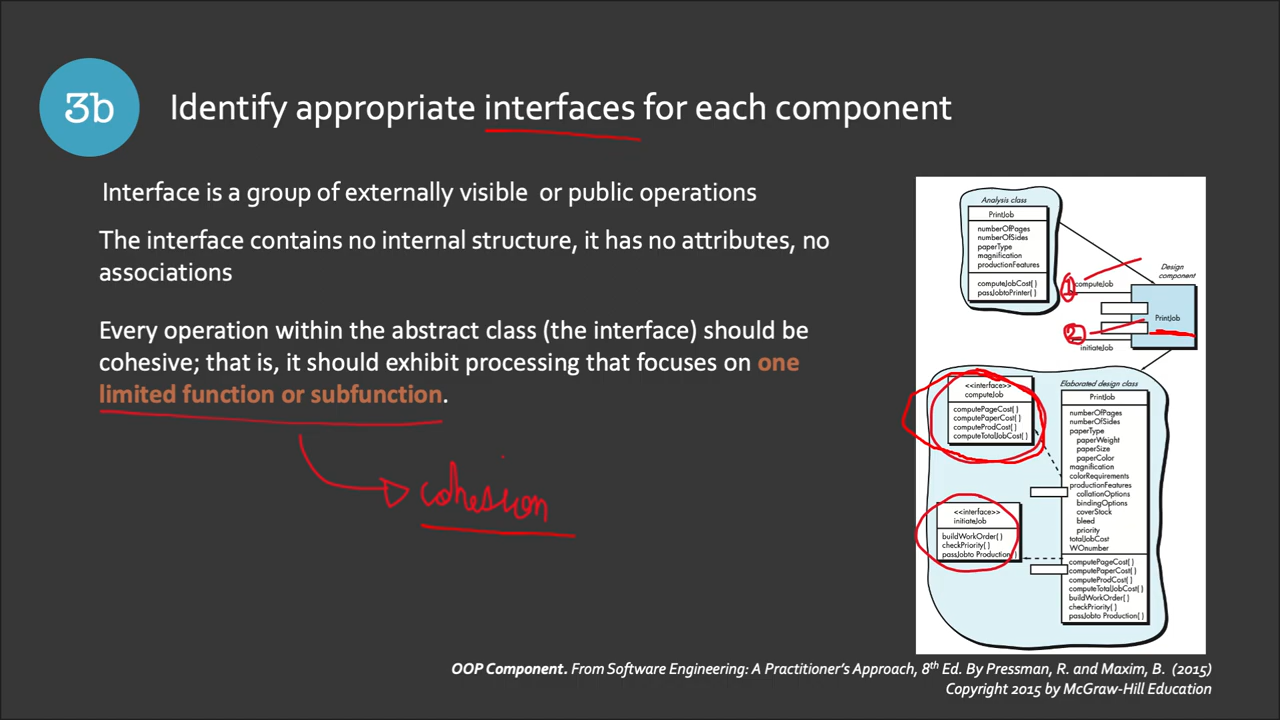 3b
Identify appropriate interfaces for each component
Interface is a group of externally visible or public operations
The interface contains no internal structure, it has no attributes, no
associations
Every operation within the abstract class (the interface) should be
cohesive; that is, it should exhibit processing that focuses on one
limited function or subfunction.
cohesion
Analysis class
PrintJob
numberOfPages
numberOfSides
paperType
magnification
productionFeatures
computeJobCost( )
passJobtoPrinter( )
Design
component
1
computeJob
PrintJob
2
initiateJob
<<interface>>
computeJob
computePageCost( )
computePaperCost( )
computeProdCost( )
computeTotalJobCost( )
<<interface>>
initiateJob
buildWorkOrder( )
checkPriority( )
passJobto Production( )
Elaborated design class
PrintJob
numberOfPages
numberOfSides
paperType
paperWeight
paperSize
paperColor
magnification
colorRequirements
productionFeatures
collationOptions
bindingOptions
coverStock
bleed
priority
totalJobCost
WOnumber
computePageCost( )
computePaperCost( )
computeProdCost( )
computeTotalJobCost( )
buildWorkOrder( )
checkPriority( )
passJobto Production( )
OOP Component. From Software Engineering: A Practitioner's Approach, 8th Ed. By Pressman, R. and Maxim, B. (2015)
Copyright 2015 by McGraw-Hill Education